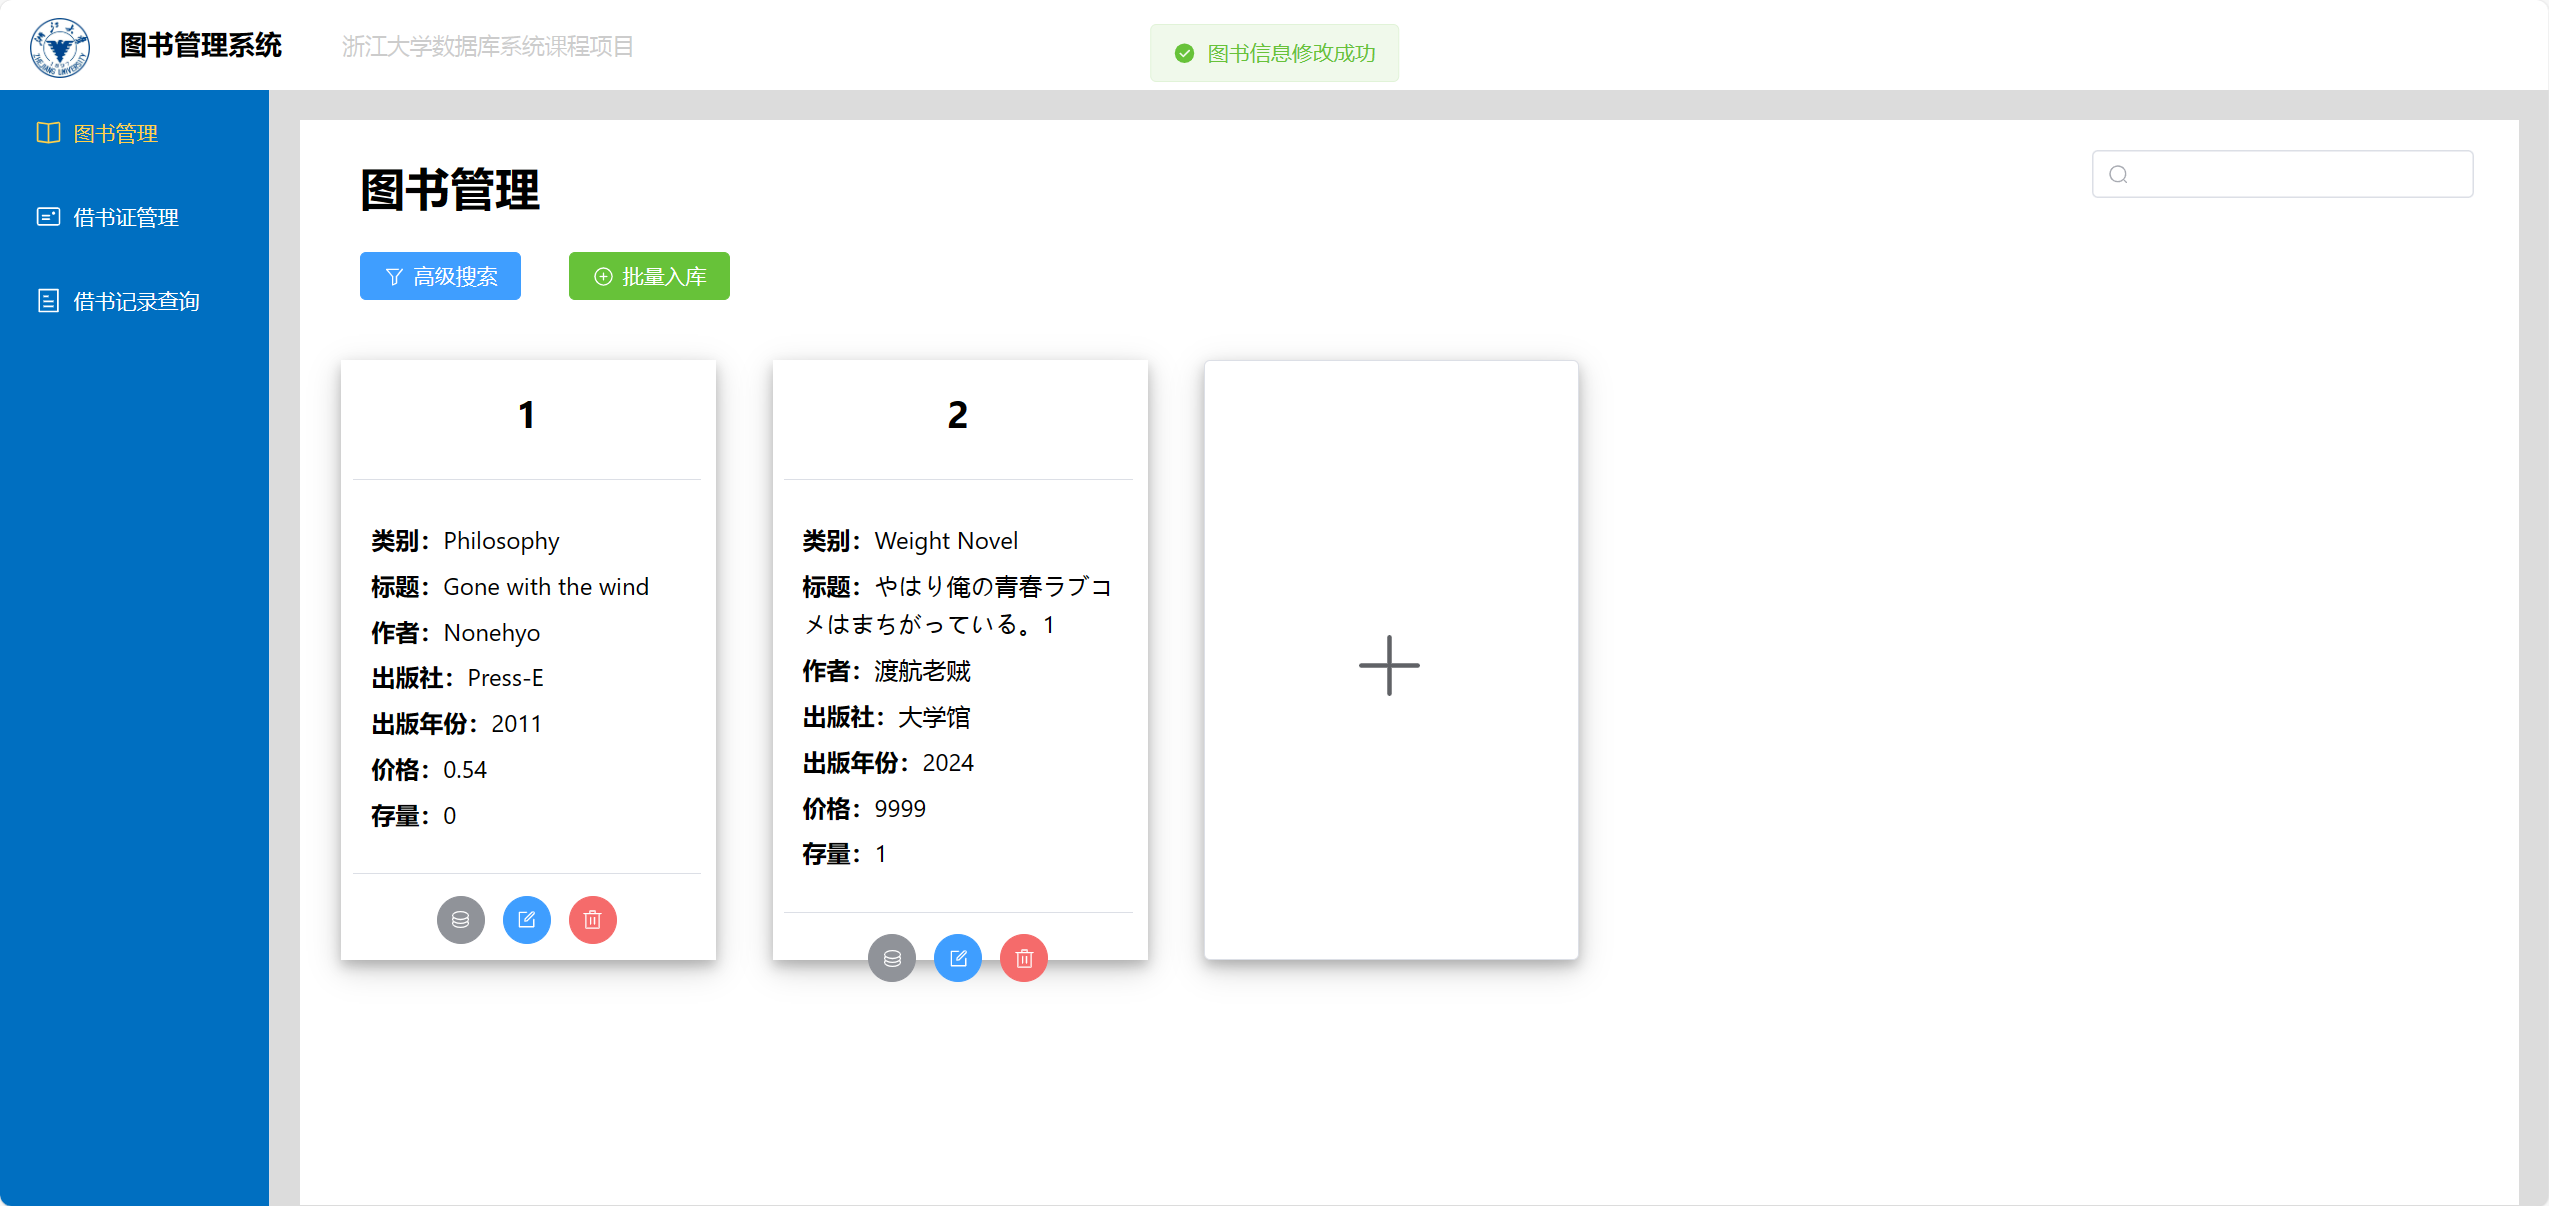 图书管理系统
浙江大学数据库系统课程项目
图书信息修改成功
图书管理
借书证管理
借书记录查询
图书管理
高级搜索
批量入库
1
类别：Philosophy
标题：Gone with the wind
作者：Nonehyo
出版社：Press-E
出版年份：2011
价格：0.54
存量：0
2
类别：Weight Novel
标题：やはり俺の青春ラブコ
メはまちがっている。1
作者：渡航老贼
出版社：大学馆
出版年份：2024
价格：9999
存量：1